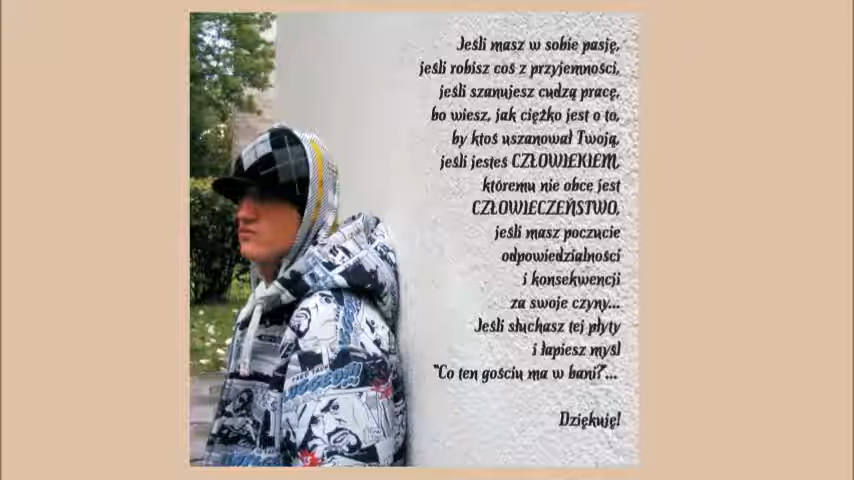 Jeśli masz w sobie pasję,
jeśli robisz coś z przyjemności,
jeśli szanujesz cudzą pracę,
bo wiesz, jak ciężko jest o to,
by ktoś uszanował Twoją,
jeśli jesteś CZŁOWIEKIEM,
któremu nie obce jest
CZŁOWIECZEŃSTWO,
jeśli masz poczucie
odpowiedzialności
i konsekwencji
za swoje czyny...
Jeśli słuchasz tej płyty
i łapiesz myśl
"Co ten gościu ma w bani?"...
Dziękuję!